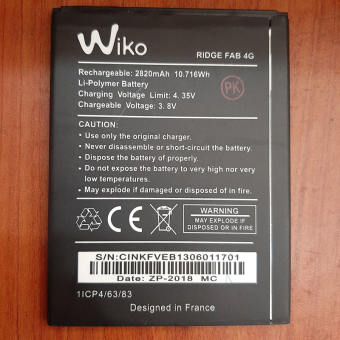 Wiko
RIDGE FAB 4G
Rechargeable: 2820mAh 10.716Wh
Li-Polymer Battery
Charging Voltage Limit: 4. 35V
Charge Voltage: 3. 8V
PK
CAUTION:
Use only the original charger.
Never disassemble or short-circuit the battery.
Dispose the battery of properly.
Do not expose the battery to very high nor very
low temperature.
May explode if damaged or disposed of in fire.
WARNING
MAY EXPLODE IF
DAMAGED OR
DISPOSED OF IN FIRE
S/N: CINKFVEB1306011701
DATE: ZP-2018 MC
1ICP4/63/83
Designed in France